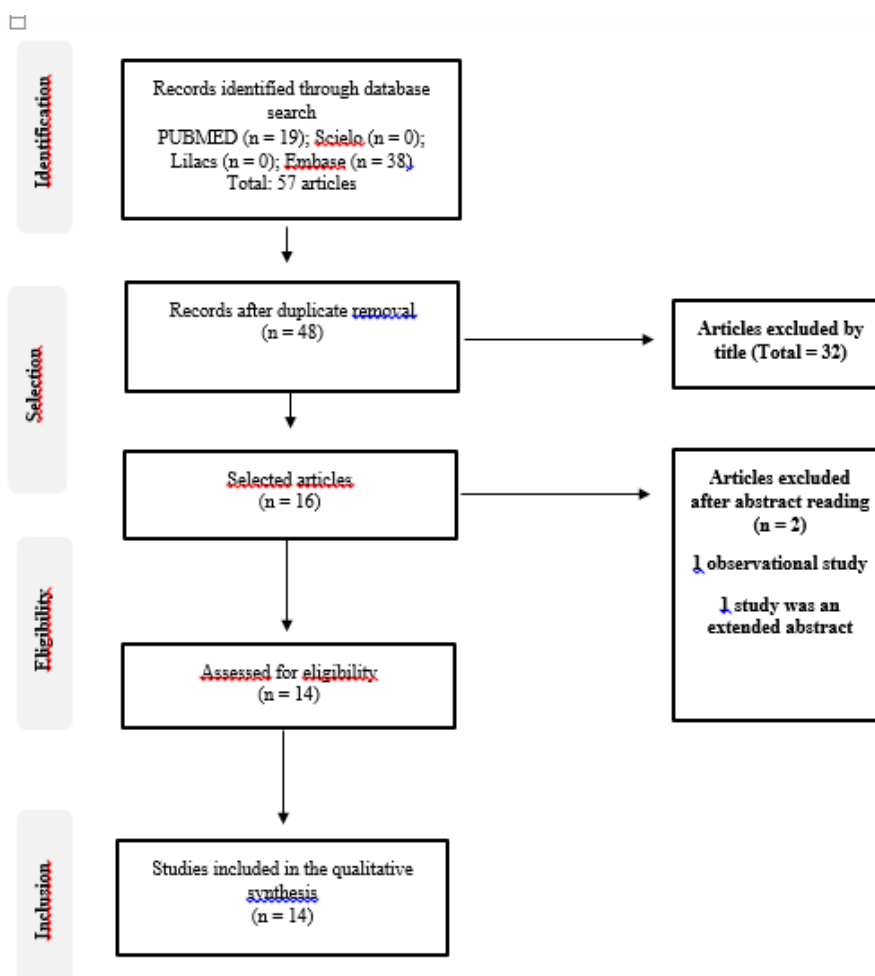 Identification
Records identified through database
search
PUBMED (n = 19); Scielo (n = 0);
Lilacs (n = 0); Embase (n = 38)
Total: 57 articles
Selection
Records after duplicate removal
(n = 48)
Articles excluded by
title (Total = 32)
Selected articles
(n = 16)
Articles excluded
after abstract reading
(n = 2)
1 observational study
1 study was an
extended abstract
Eligibility
Assessed for eligibility
(n = 14)
Inclusion
Studies included in the qualitative
synthesis
(n = 14)